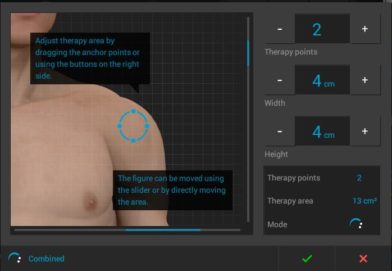 Adjust therapy area by
dragging the anchor points or
using the buttons on the right
side.
The figure can be moved using
the slider or by directly moving
the area.
- 2 +
Therapy points
- 4 cm +
Width
- 4 cm +
Height
Therapy points 2
Therapy area 13 cm²
Mode
Combined